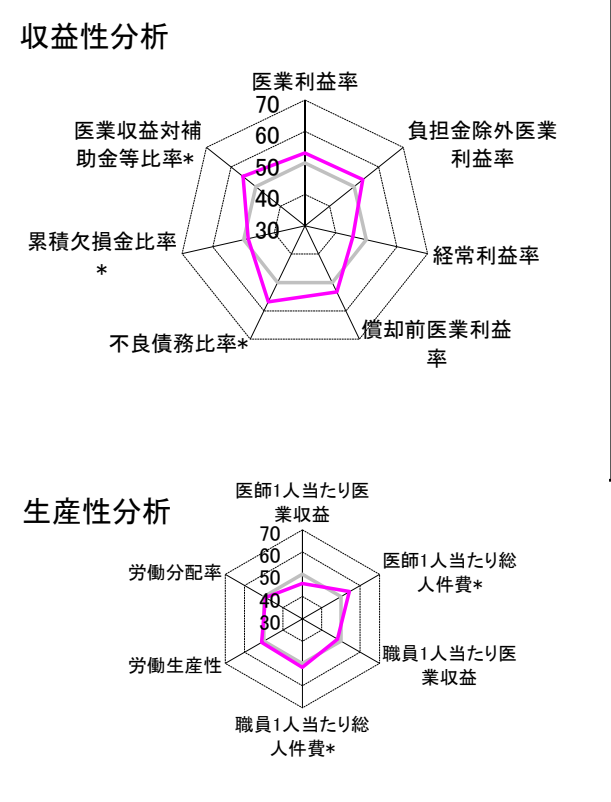 収益性分析
医業利益率
70
60
50
40
30
負担金除外医業
利益率
経常利益率
償却前医業利益
率
不良債務比率*
累積欠損金比率
*
医業収益対補
助金等比率*
生産性分析
医師1人当たり医
業収益
70
60
50
40
30
医師1人当たり総
人件費*
職員1人当たり医
業収益
職員1人当たり総
人件費*
労働生産性
労働分配率